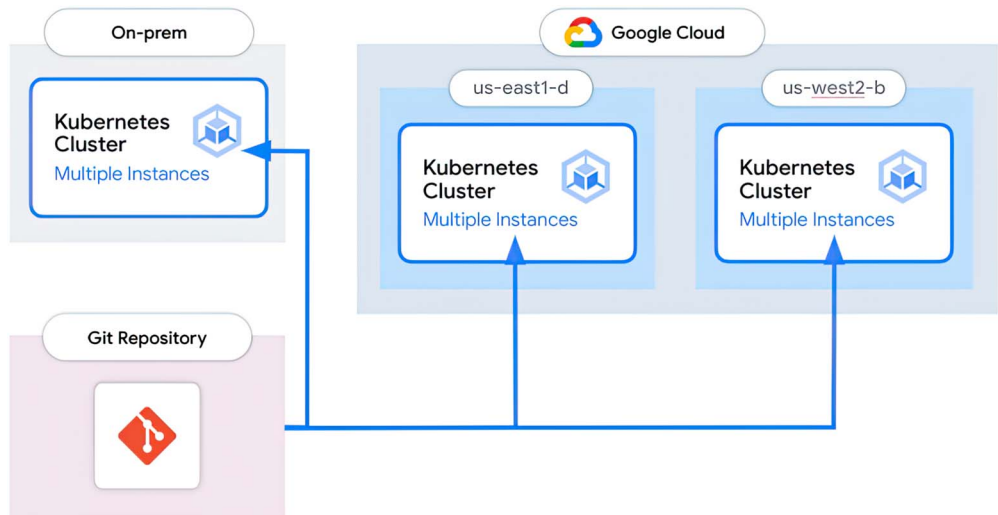 On-prem
Kubernetes
Cluster
Multiple Instances
Google Cloud
us-east1-d
Kubernetes
Cluster
Multiple Instances
us-west2-b
Kubernetes
Cluster
Multiple Instances
Git Repository